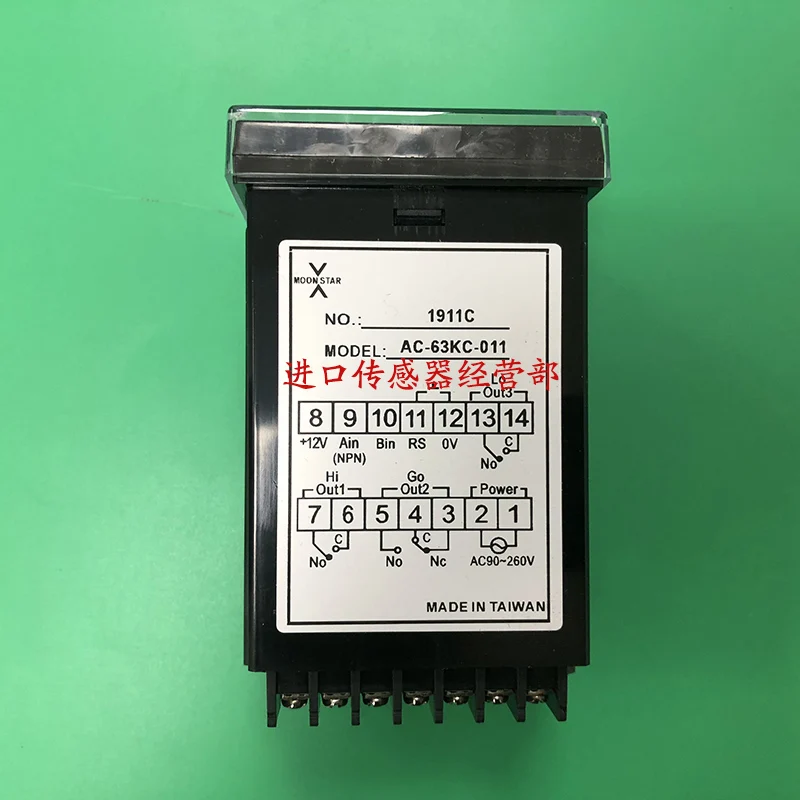 MOON STAR
NO.: 1911C
MODEL: AC-63KC-011
进口传感器经营部
Out3
8 9 10 11 12 13 14
+12V Ain Bin RS 0V C
(NPN) No
Hi Go
Out1 Out2 Power
7 6 5 4 3 2 1
C C
No No Nc AC90~260V
MADE IN TAIWAN